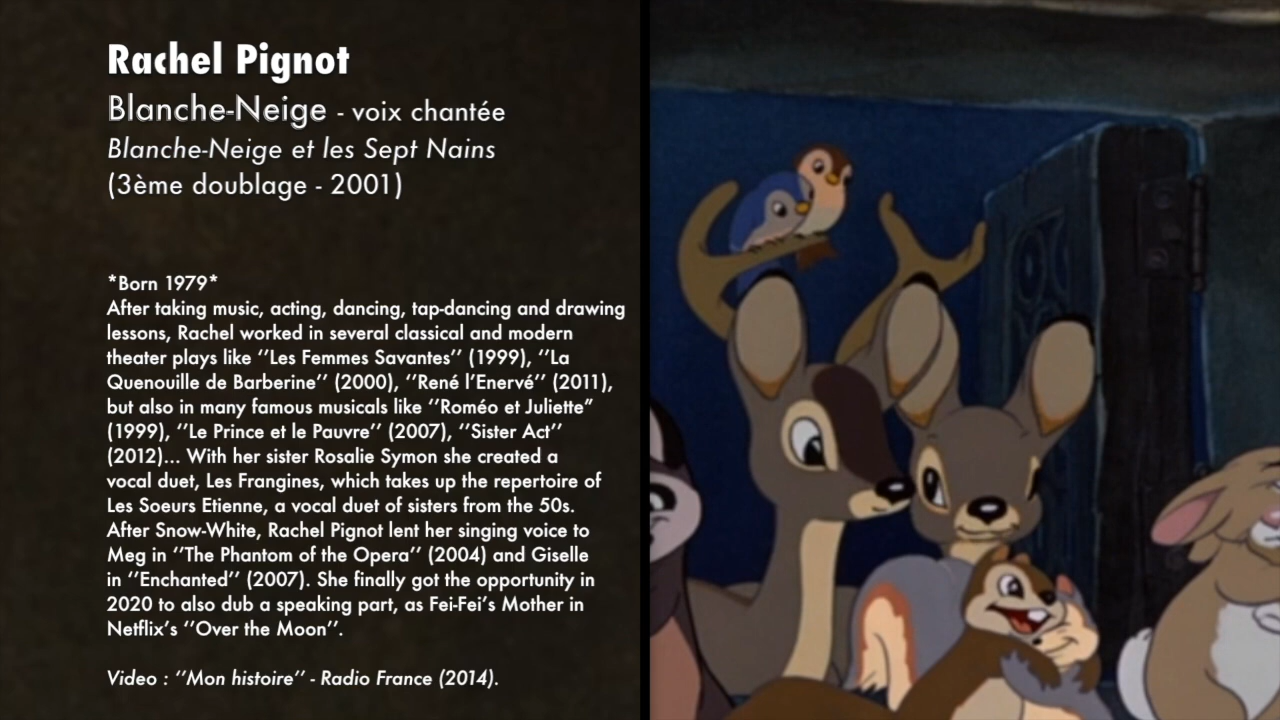 Rachel Pignot
Blanche-Neige - voix chantée
Blanche-Neige et les Sept Nains
(3ème doublage - 2001)
*Born 1979*
After taking music, acting, dancing, tap-dancing and drawing
lessons, Rachel worked in several classical and modern
theater plays like ‘‘Les Femmes Savantes’’ (1999), ‘‘La
Quenouille de Barberine’’ (2000), ‘‘René l’Enervé’’ (2011),
but also in many famous musicals like ‘‘Roméo et Juliette”
(1999), ‘‘Le Prince et le Pauvre’’ (2007), ‘‘Sister Act’’
(2012)... With her sister Rosalie Symon she created a
vocal duet, Les Frangines, which takes up the repertoire of
Les Soeurs Etienne, a vocal duet of sisters from the 50s.
After Snow-White, Rachel Pignot lent her singing voice to
Meg in ‘‘The Phantom of the Opera’’ (2004) and Giselle
in ‘‘Enchanted’’ (2007). She finally got the opportunity in
2020 to also dub a speaking part, as Fei-Fei’s Mother in
Netflix’s ‘‘Over the Moon’’.
Video : ‘‘Mon histoire’’ - Radio France (2014).